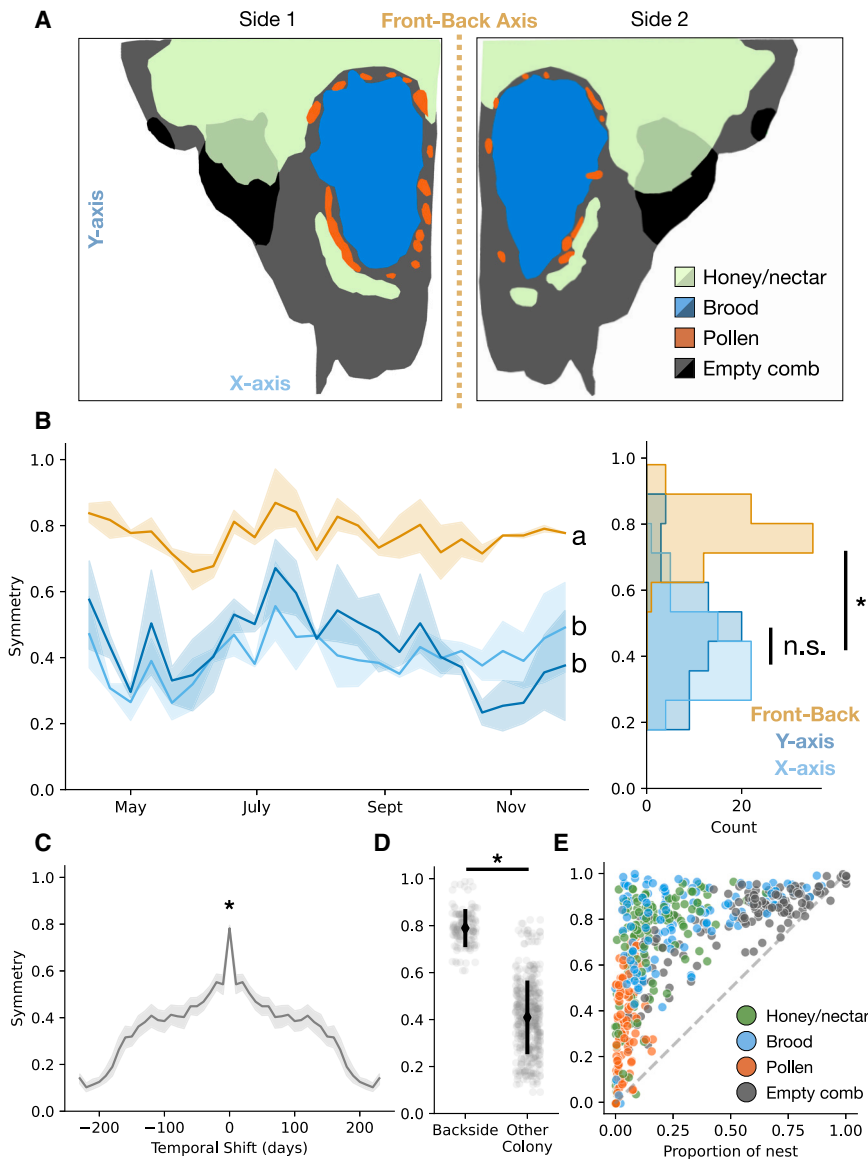 A
Side 1
Front-Back Axis
Side 2
Y-axis
X-axis
Honey/nectar
Brood
Pollen
Empty comb
B
Symmetry
1.0
0.8
0.6
0.4
0.2
0.0
May
July
Sept
Nov
a
b
b
1.0
0.8
0.6
0.4
0.2
0.0
0
20
Count
*
n.s.
Front-Back
Y-axis
X-axis
C
Symmetry
1.0
0.8
0.6
0.4
0.2
0.0
*
−200
−100
0
100
200
Temporal Shift (days)
D
*
1.0
0.8
0.6
0.4
0.2
0.0
Backside
Other
Colony
E
1.0
0.8
0.6
0.4
0.2
0.0
Honey/nectar
Brood
Pollen
Empty comb
0.00
0.25
0.50
0.75
1.00
Proportion of nest